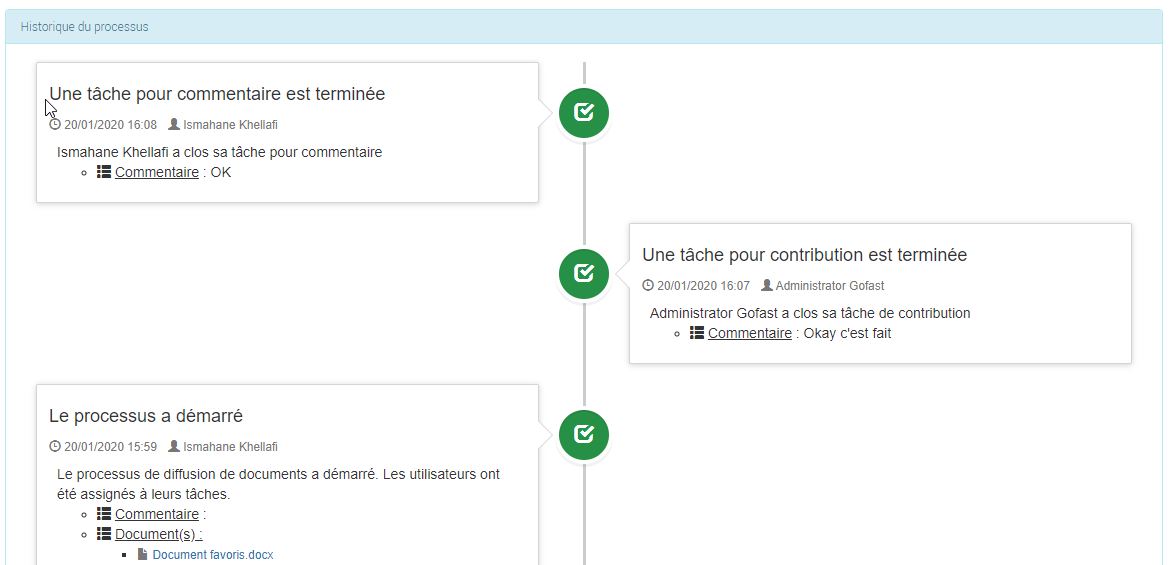 Historique du processus
Une tâche pour commentaire est terminée
20/01/2020 16:08 Ismahane Khellafi
Ismahane Khellafi a clos sa tâche pour commentaire
Commentaire : OK
Une tâche pour contribution est terminée
20/01/2020 16:07 Administrator Gofast
Administrator Gofast a clos sa tâche de contribution
Commentaire : Okay c'est fait
Le processus a démarré
20/01/2020 15:59 Ismahane Khellafi
Le processus de diffusion de documents a démarré. Les utilisateurs ont
été assignés à leurs tâches.
Commentaire :
Document(s) :
Document favoris.docx